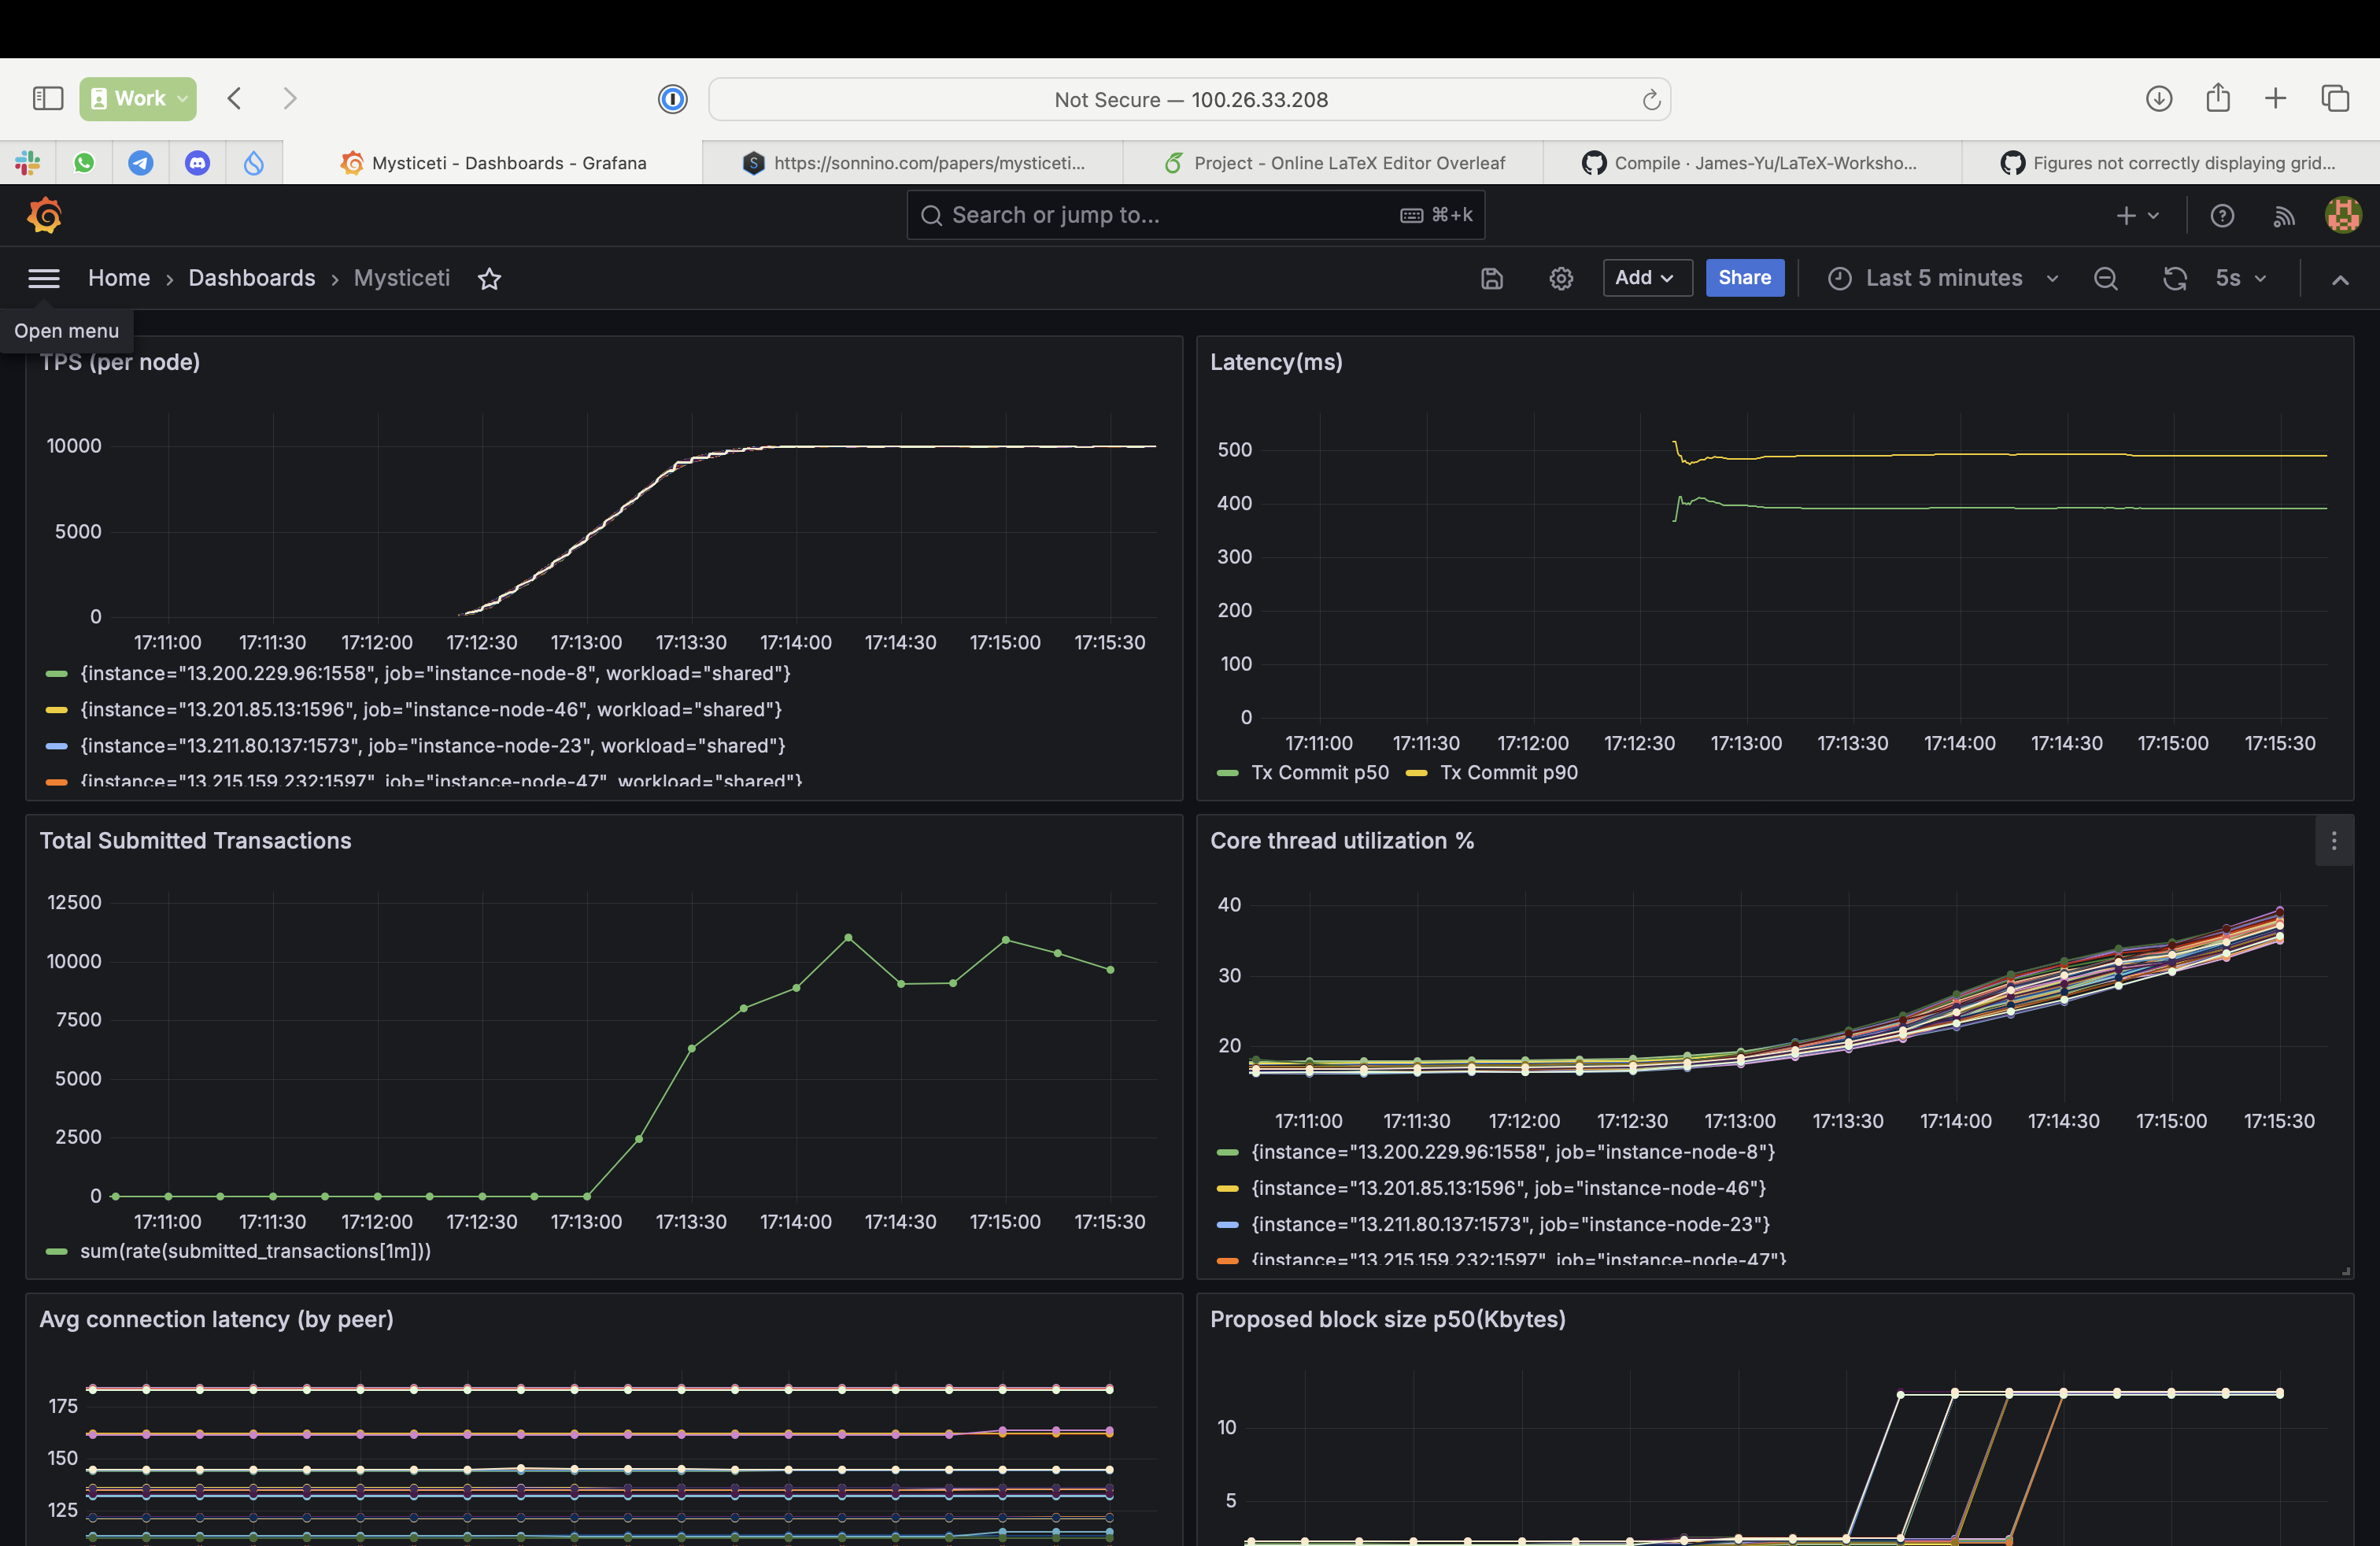 Work
Not Secure — 100.26.33.208
Mysticeti - Dashboards - Grafana
https://sonnino.com/papers/mysticeti...
Project - Online LaTeX Editor Overleaf
Compile · James-Yu/LaTeX-Worksho...
Figures not correctly displaying grid...
Search or jump to...
⌘+k
Home › Dashboards › Mysticeti
Add
Share
Last 5 minutes
5s
Open menu
TPS (per node)
10000
5000
0
17:11:00 17:11:30 17:12:00 17:12:30 17:13:00 17:13:30 17:14:00 17:14:30 17:15:00 17:15:30
{instance="13.200.229.96:1558", job="instance-node-8", workload="shared"}
{instance="13.201.85.13:1596", job="instance-node-46", workload="shared"}
{instance="13.211.80.137:1573", job="instance-node-23", workload="shared"}
{instance="13.215.159.232:1597", job="instance-node-47", workload="shared"}
Latency(ms)
500
400
300
200
100
0
17:11:00 17:11:30 17:12:00 17:12:30 17:13:00 17:13:30 17:14:00 17:14:30 17:15:00 17:15:30
Tx Commit p50 Tx Commit p90
Total Submitted Transactions
12500
10000
7500
5000
2500
0
17:11:00 17:11:30 17:12:00 17:12:30 17:13:00 17:13:30 17:14:00 17:14:30 17:15:00 17:15:30
sum(rate(submitted_transactions[1m]))
Core thread utilization %
40
30
20
17:11:00 17:11:30 17:12:00 17:12:30 17:13:00 17:13:30 17:14:00 17:14:30 17:15:00 17:15:30
{instance="13.200.229.96:1558", job="instance-node-8"}
{instance="13.201.85.13:1596", job="instance-node-46"}
{instance="13.211.80.137:1573", job="instance-node-23"}
{instance="13.215.159.232:1597", job="instance-node-47"}
Avg connection latency (by peer)
175
150
125
Proposed block size p50(Kbytes)
10
5